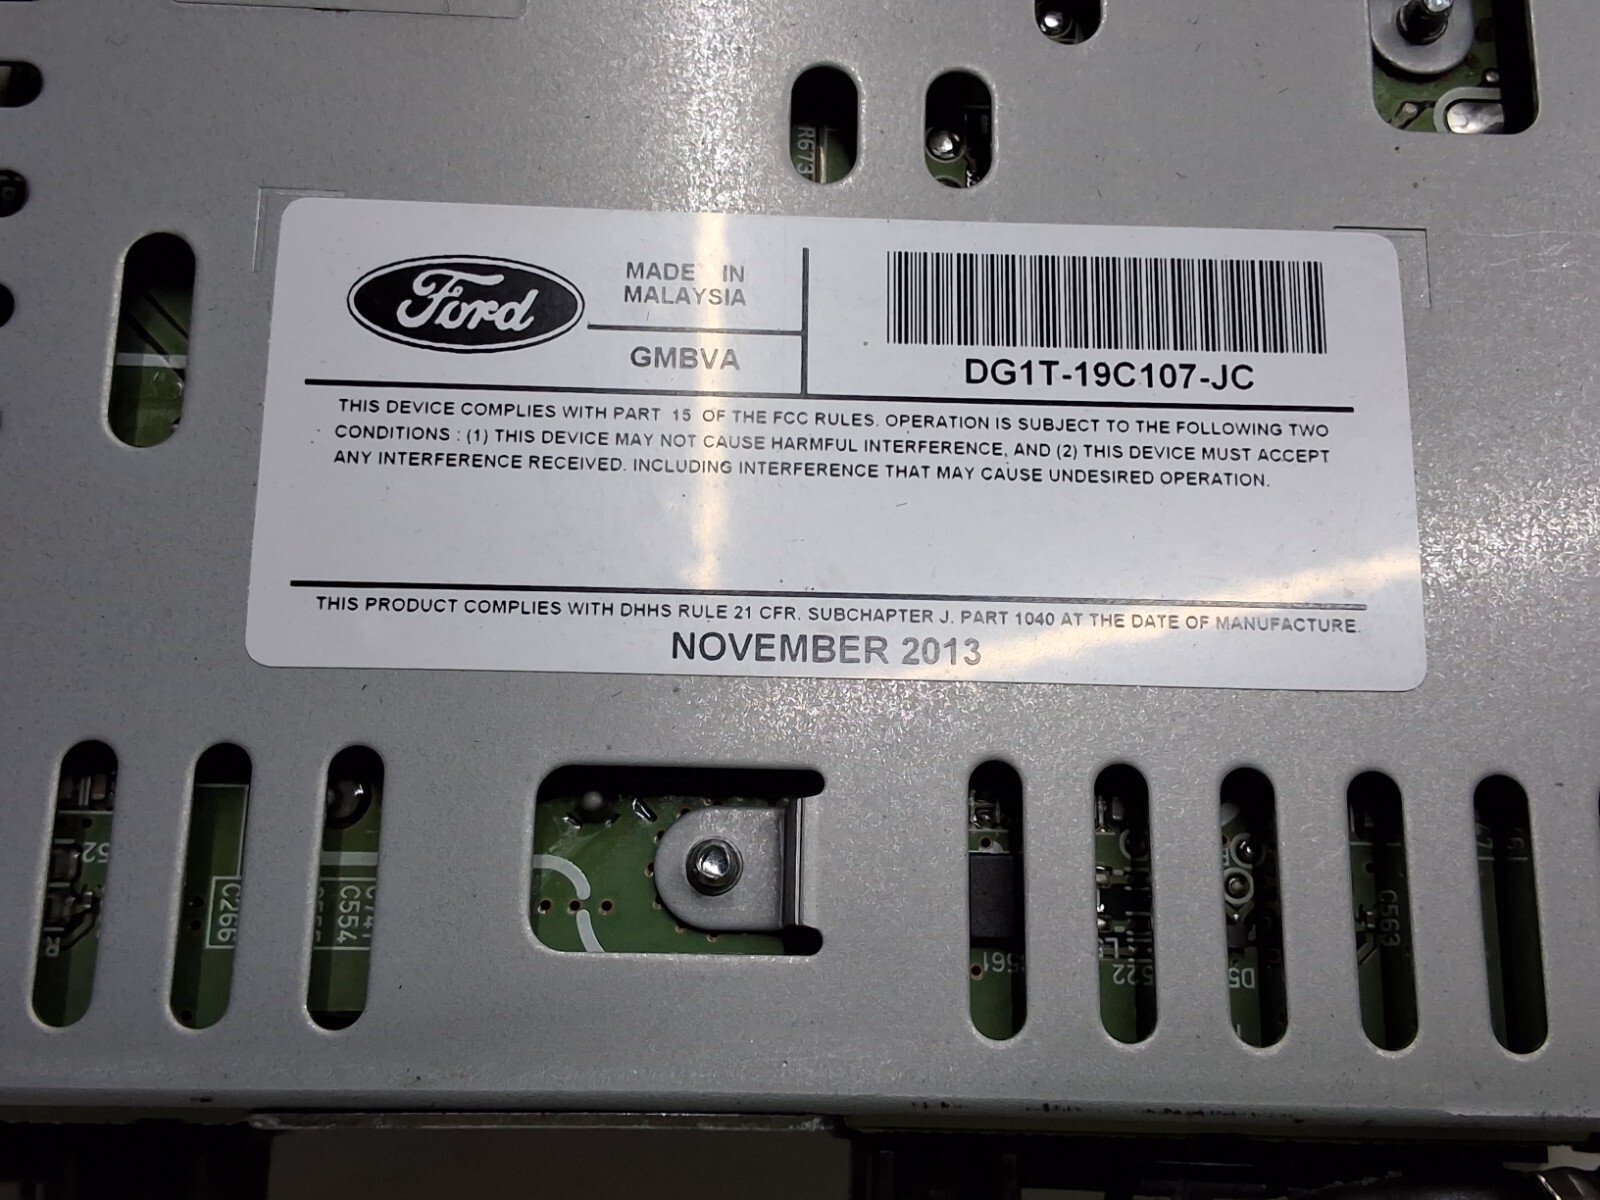 R673
Ford
MADE IN
MALAYSIA
GMBVA
DG1T-19C107-JC
THIS DEVICE COMPLIES WITH PART 15 OF THE FCC RULES. OPERATION IS SUBJECT TO THE FOLLOWING TWO
CONDITIONS : (1) THIS DEVICE MAY NOT CAUSE HARMFUL INTERFERENCE, AND (2) THIS DEVICE MUST ACCEPT
ANY INTERFERENCE RECEIVED. INCLUDING INTERFERENCE THAT MAY CAUSE UNDESIRED OPERATION.
THIS PRODUCT COMPLIES WITH DHHS RULE 21 CFR. SUBCHAPTER J. PART 1040 AT THE DATE OF MANUFACTURE.
NOVEMBER 2013
C266
C554
C563